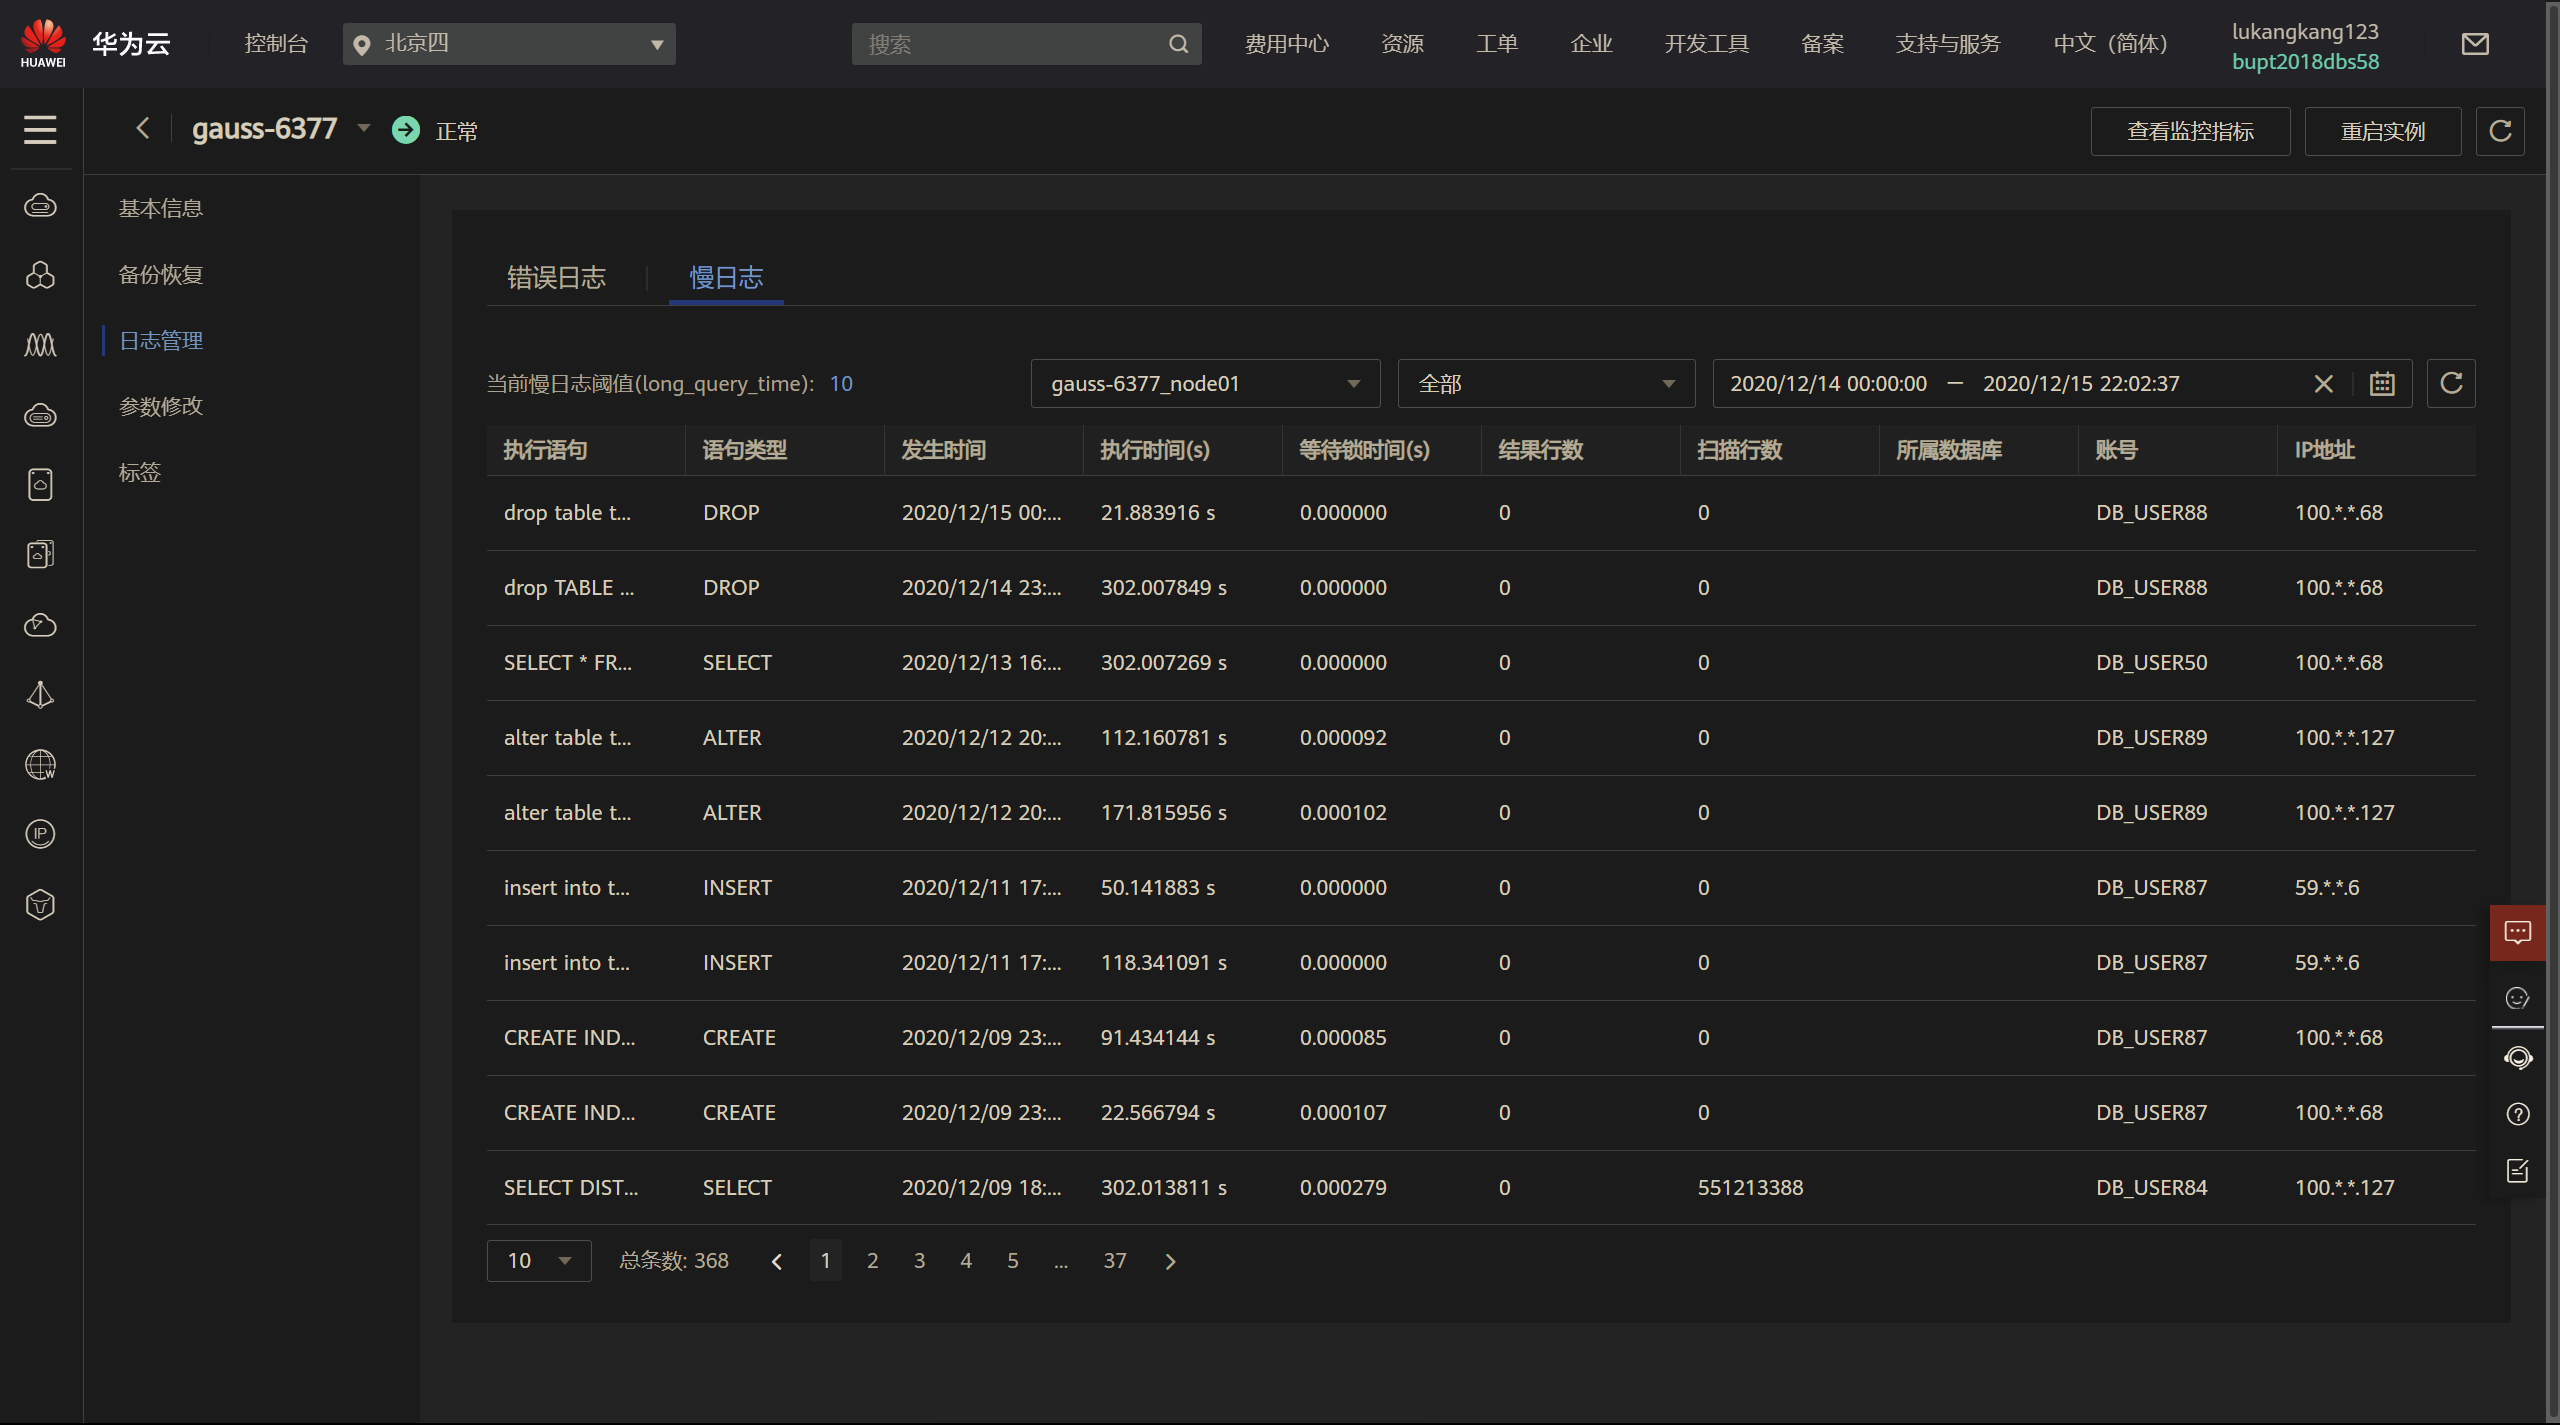 HUAWEI
华为云
控制台
北京四
搜索
费用中心
资源
工单
企业
开发工具
备案
支持与服务
中文（简体）
lukangkang123
bupt2018dbs58
gauss-6377
正常
查看监控指标
重启实例
基本信息
备份恢复
日志管理
参数修改
标签
错误日志
慢日志
当前慢日志阈值(long_query_time): 10
gauss-6377_node01
全部
2020/12/14 00:00:00 — 2020/12/15 22:02:37
执行语句 语句类型 发生时间 执行时间(s) 等待锁时间(s) 结果行数 扫描行数 所属数据库 账号 IP地址
drop table t... DROP 2020/12/15 00:... 21.883916 s 0.000000 0 0 DB_USER88 100.*.*.68
drop TABLE ... DROP 2020/12/14 23:... 302.007849 s 0.000000 0 0 DB_USER88 100.*.*.68
SELECT * FR... SELECT 2020/12/13 16:... 302.007269 s 0.000000 0 0 DB_USER50 100.*.*.68
alter table t... ALTER 2020/12/12 20:... 112.160781 s 0.000092 0 0 DB_USER89 100.*.*.127
alter table t... ALTER 2020/12/12 20:... 171.815956 s 0.000102 0 0 DB_USER89 100.*.*.127
insert into t... INSERT 2020/12/11 17:... 50.141883 s 0.000000 0 0 DB_USER87 59.*.*.6
insert into t... INSERT 2020/12/11 17:... 118.341091 s 0.000000 0 0 DB_USER87 59.*.*.6
CREATE IND... CREATE 2020/12/09 23:... 91.434144 s 0.000085 0 0 DB_USER87 100.*.*.68
CREATE IND... CREATE 2020/12/09 23:... 22.566794 s 0.000107 0 0 DB_USER87 100.*.*.68
SELECT DIST... SELECT 2020/12/09 18:... 302.013811 s 0.000279 0 551213388 DB_USER84 100.*.*.127
10 总条数: 368 1 2 3 4 5 ... 37
W
IP